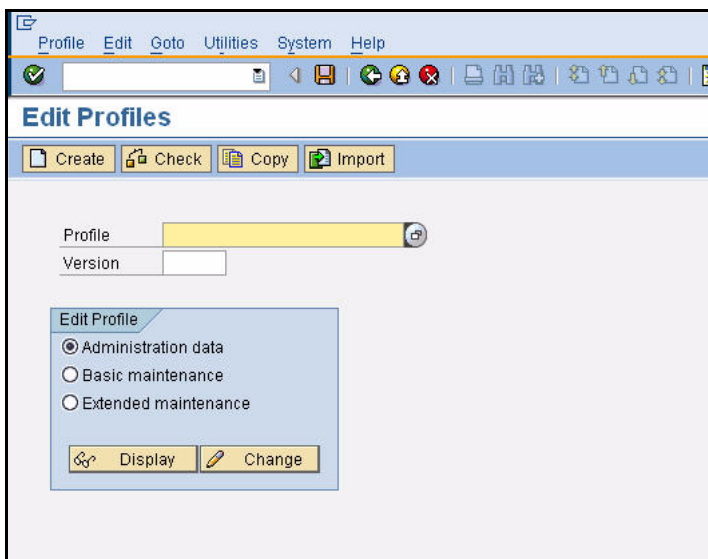 Profile Edit Goto Utilities System Help
Edit Profiles
Create Check Copy Import
Profile
Version
Edit Profile
Administration data
Basic maintenance
Extended maintenance
Display Change